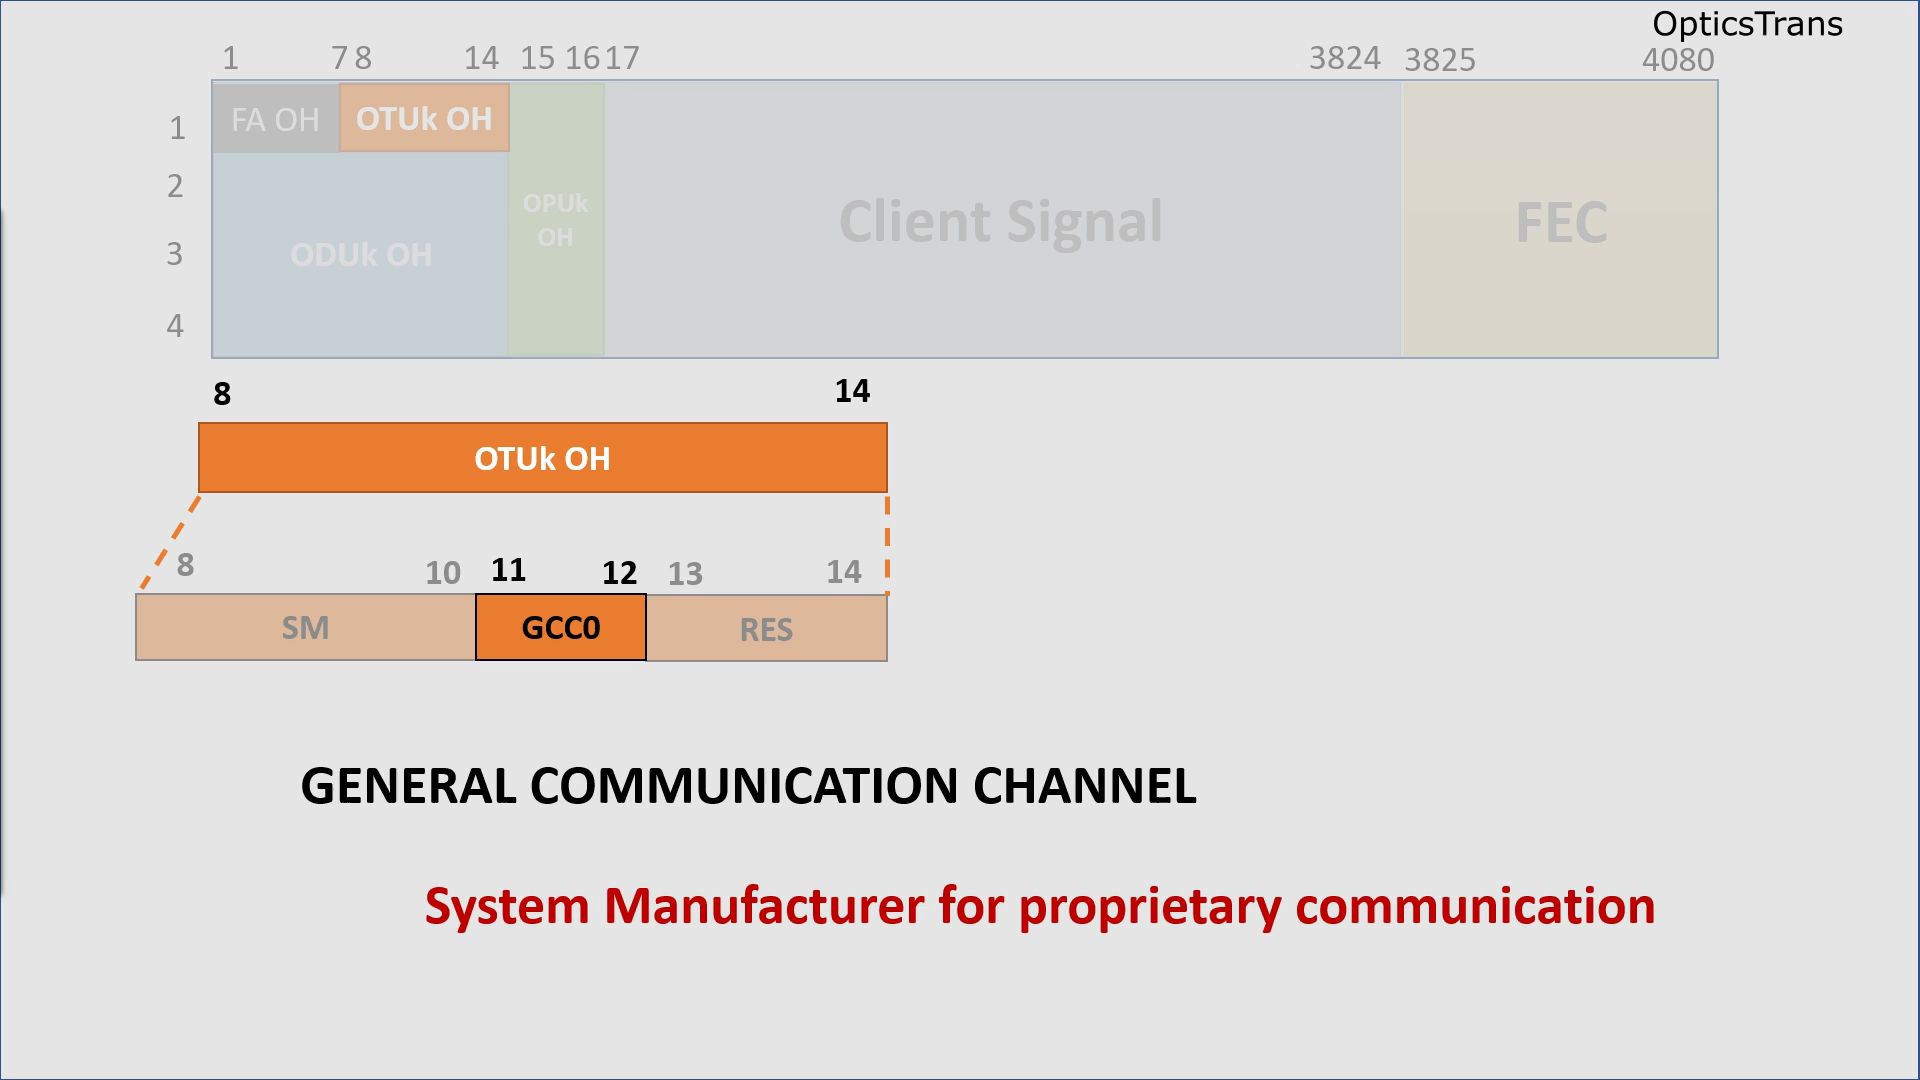 OpticsTrans
1 7 8 14 15 16 17 3824 3825 4080
1 FA OH OTUk OH
2
OPUk
OH
Client Signal
FEC
3 ODUk OH
4
8 14
OTUk OH
8 10 11 12 13 14
SM GCC0 RES
GENERAL COMMUNICATION CHANNEL
System Manufacturer for proprietary communication